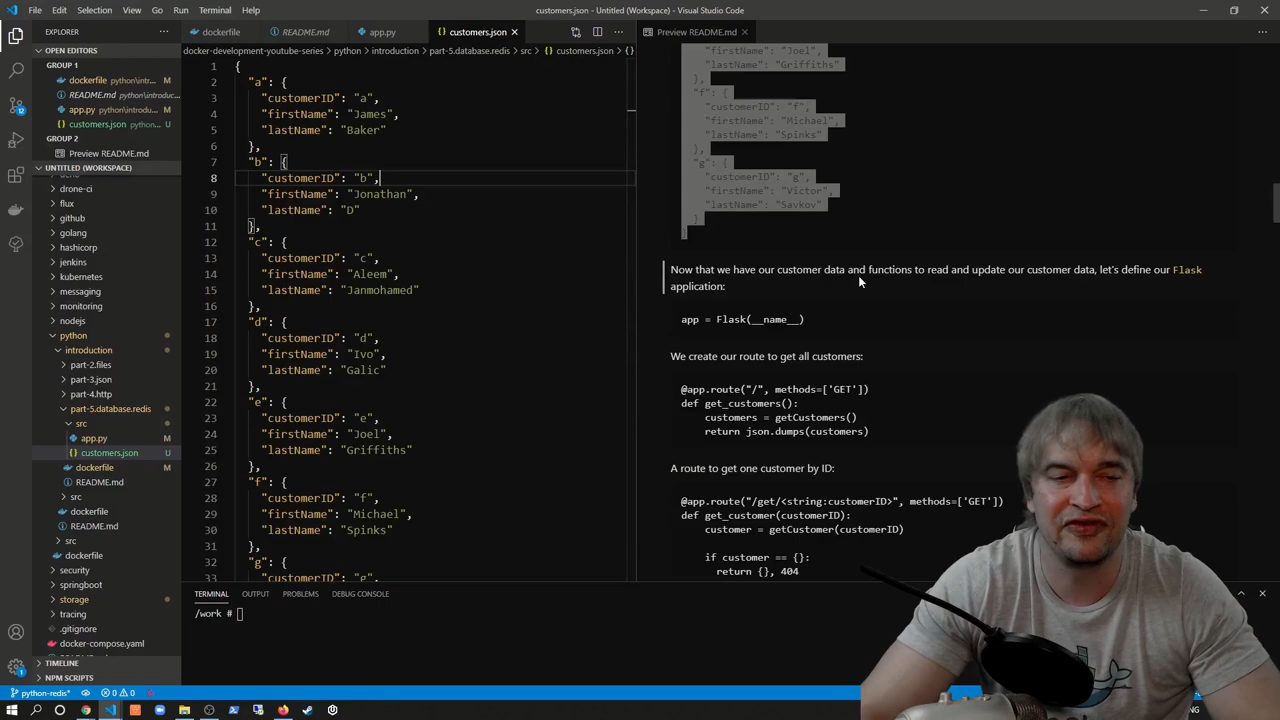 File Edit Selection View Go Run Terminal Help
customers.json - Untitled (Workspace) - Visual Studio Code
EXPLORER
OPEN EDITORS
GROUP 1
dockerfile python\intr... M
README.md python\introduc...
app.py python\introdu... M
customers.json python... U
GROUP 2
Preview README.md
UNTITLED (WORKSPACE)
drone-ci
flux
github
golang
hashicorp
jenkins
kubernetes
messaging
monitoring
nodejs
python
introduction
part-2.files
part-3.json
part-4.http
part-5.database.redis
src
app.py M
customers.json U
dockerfile M
README.md
src
dockerfile
README.md
src
dockerfile
security
springboot
storage
tracing
.gitignore
docker-compose.yaml
TIMELINE
NPM SCRIPTS
dockerfile README.md app.py customers.json
docker-development-youtube-series > python > introduction > part-5.database.redis > src > customers.json > {}
1 {
2 "a": {
3 "customerID": "a",
4 "firstName": "James",
5 "lastName": "Baker"
6 },
7 "b": {
8 "customerID": "b",
9 "firstName": "Jonathan",
10 "lastName": "D"
11 },
12 "c": {
13 "customerID": "c",
14 "firstName": "Aleem",
15 "lastName": "Janmohamed"
16 },
17 "d": {
18 "customerID": "d",
19 "firstName": "Ivo",
20 "lastName": "Galic"
21 },
22 "e": {
23 "customerID": "e",
24 "firstName": "Joel",
25 "lastName": "Griffiths"
26 },
27 "f": {
28 "customerID": "f",
29 "firstName": "Michael",
30 "lastName": "Spinks"
31 },
32 "g": {
33 "customerID": "g",
Preview README.md
"firstName": "Joel",
"lastName": "Griffiths"
},
"f": {
"customerID": "f",
"firstName": "Michael",
"lastName": "Spinks"
},
"g": {
"customerID": "g",
"firstName": "Victor",
"lastName": "Savkov"
}
}
Now that we have our customer data and functions to read and update our customer data, let's define our Flask
application:
app = Flask(__name__)
We create our route to get all customers:
@app.route("/", methods=['GET'])
def get_customers():
customers = getCustomers()
return json.dumps(customers)
A route to get one customer by ID:
@app.route("/get/<string:customerID>", methods=['GET'])
def get_customer(customerID):
customer = getCustomer(customerID)
if customer == {}:
return {}, 404
TERMINAL OUTPUT PROBLEMS DEBUG CONSOLE
/work #
python-redis* 0 0